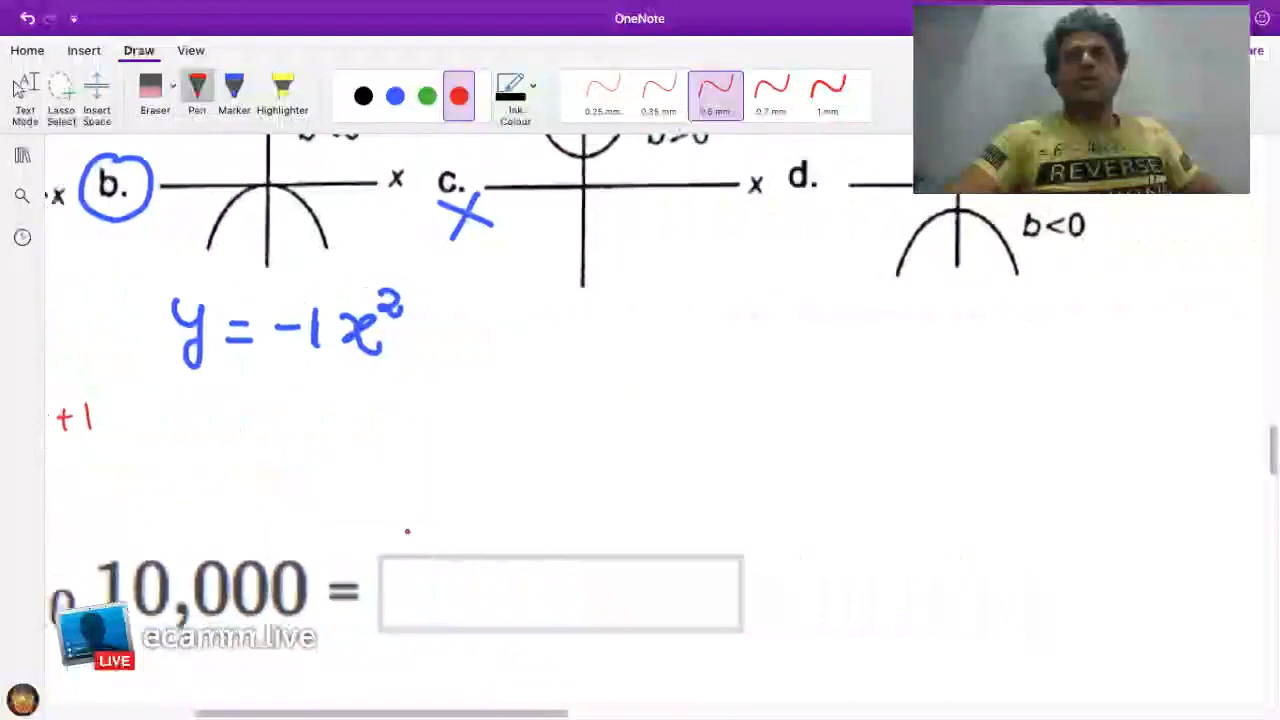 OneNote
Home Insert Draw View
Text Mode
Lasso Select
Insert Space
Eraser
Pen
Marker
Highlighter
Ink Colour
0.25 mm
0.35 mm
0.5 mm
0.7 mm
1 mm
REVERSE
x b. x c. x d.
b<0
y = -1x²
+1
10,000 =
ecamm.live
LIVE